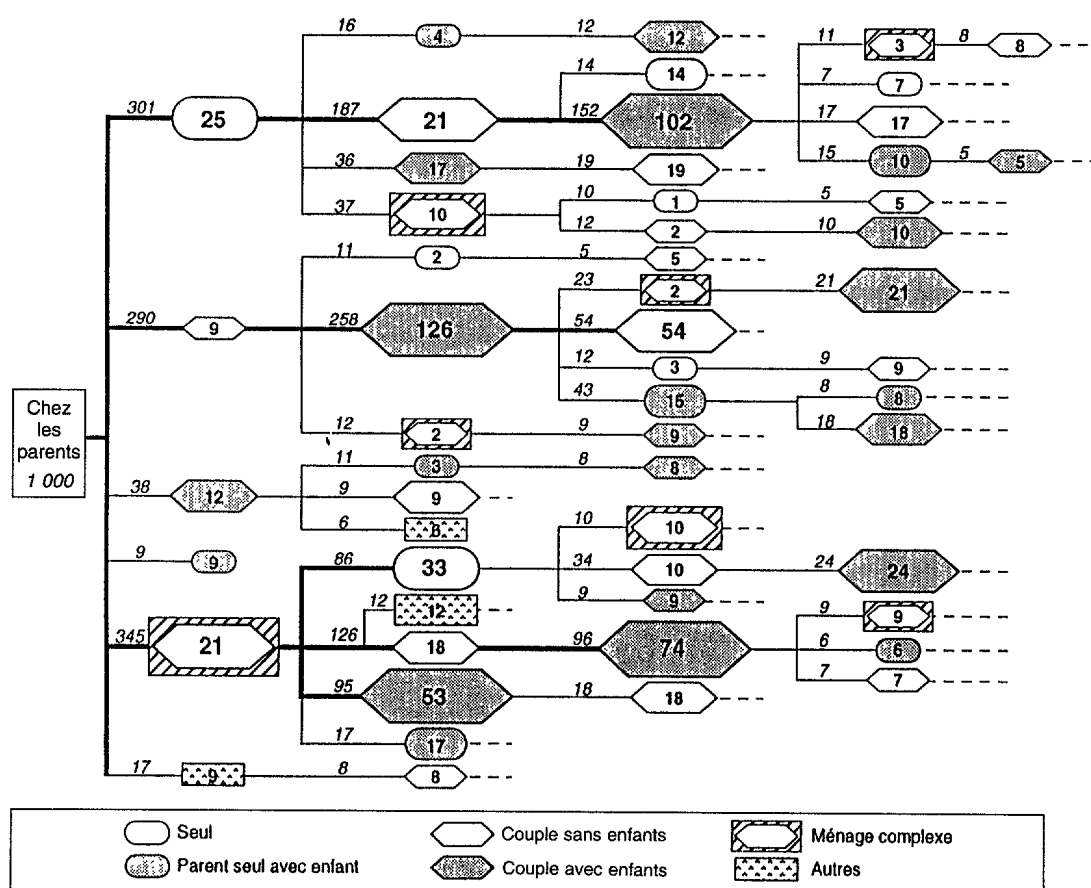 16 4 12 12
11 3 8 8
14 14
7 7
301 25 187 21 152 102
17 17
36 17 19 19
15 10 5 5
37 10
10 1 5 5
12 2 10 10
11 2 5 5
23 2 21 21
290 9 258 126 54 54
12 3 9 9
43 15
8 8
18 18
12 2 9 9
Chez
les
parents
1 000
11 3 8 8
38 12 9 9
6 6
10 10
9 9
86 33 34 10 24 24
9 9
12 12
345 21 126 18 96 74
9 9
6 6
7 7
95 53 18 18
17 17
17 9 8 8
Seul
Couple sans enfants
Ménage complexe
Parent seul avec enfant
Couple avec enfants
Autres